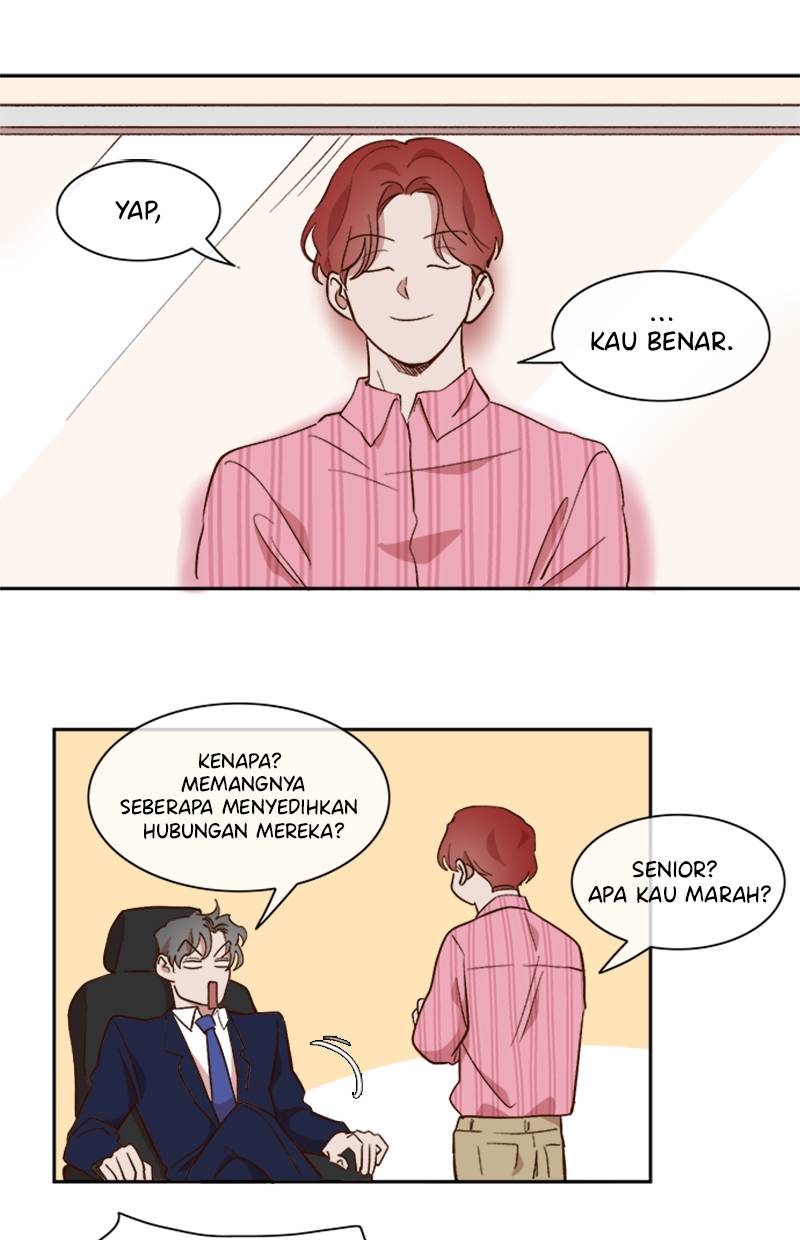 YAP,
...
KAU BENAR.
KENAPA?
MEMANGNYA
SEBERAPA MENYEDIHKAN
HUBUNGAN MEREKA?
SENIOR?
APA KAU MARAH?